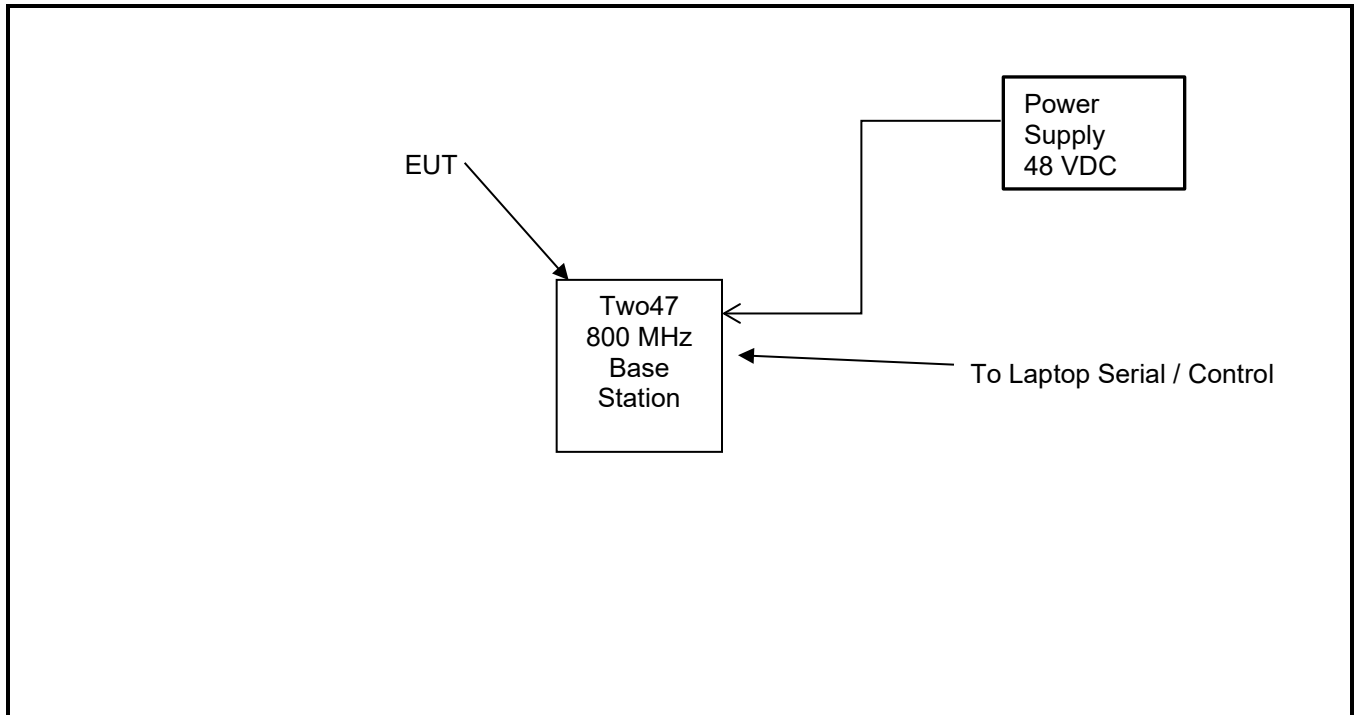 Power
Supply
48 VDC
EUT
Two47
800 MHz
Base
Station
To Laptop Serial / Control